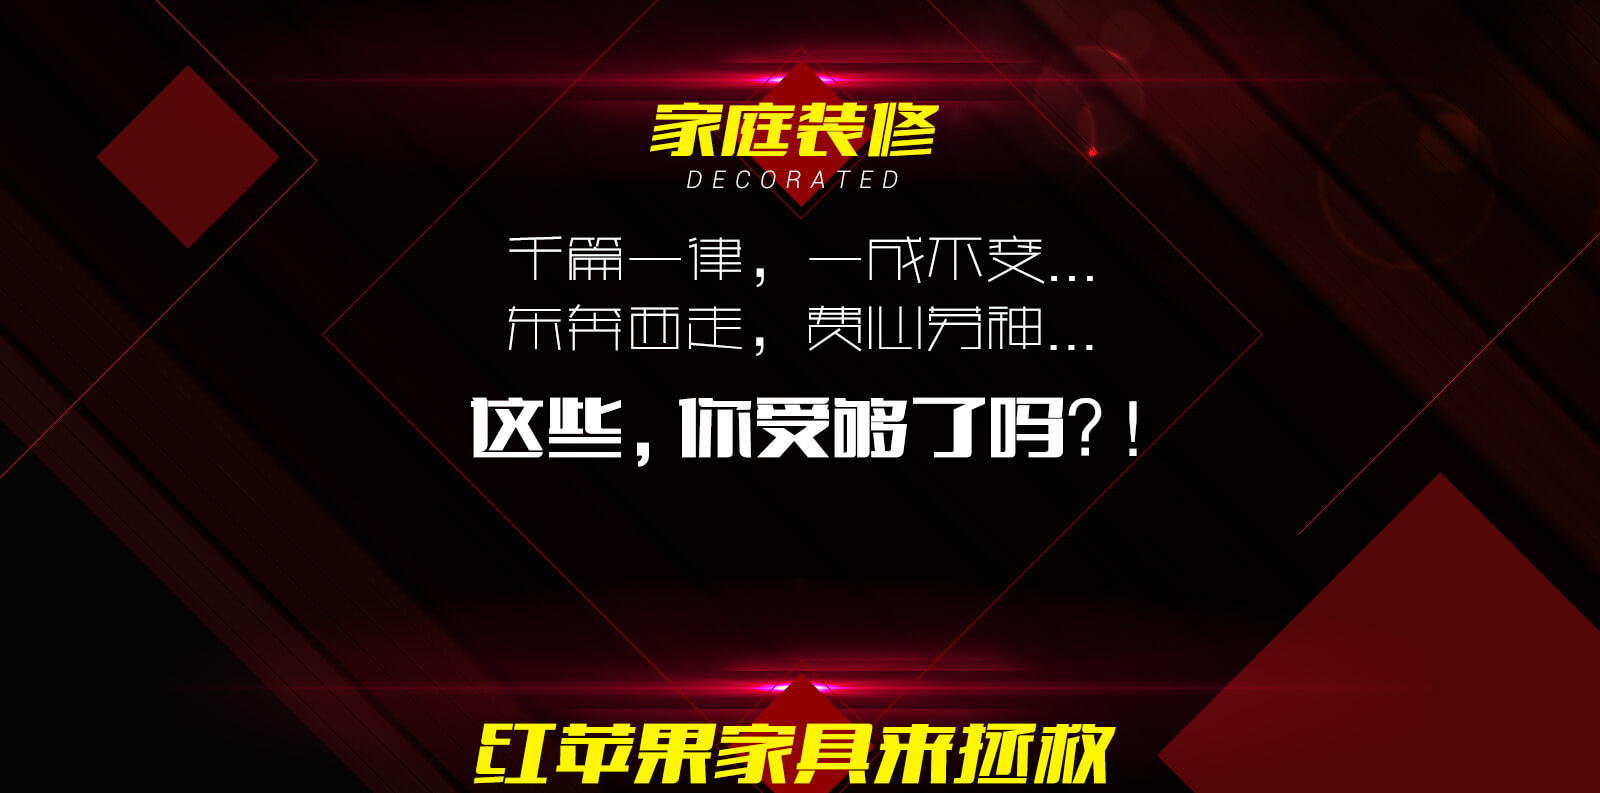 家庭装修
DECORATED
千篇一律，一成不变...
东奔西走，费心劳神...
这些，你受够了吗？！
红苹果家具来拯救